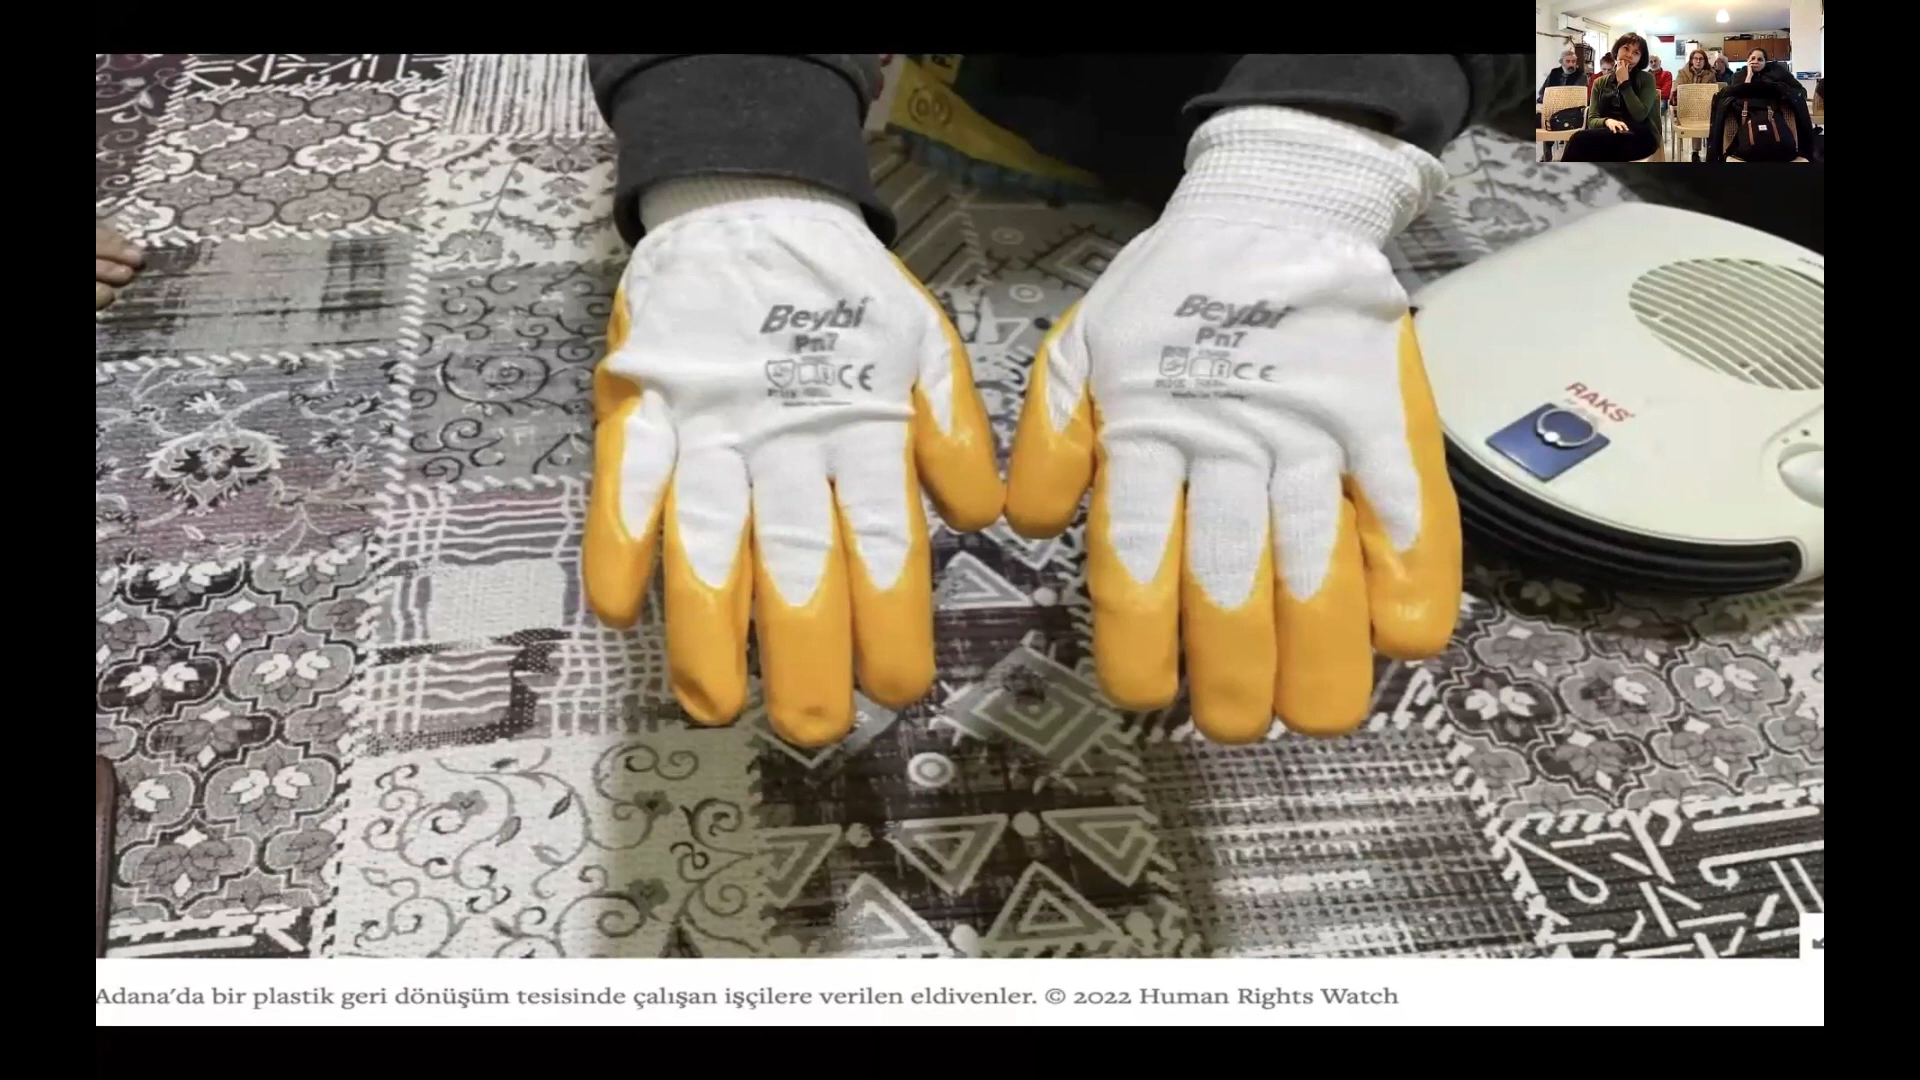 Beybi
Pn7
CE
Beybi
Pn7
CE
RAKS
Adana'da bir plastik geri dönüşüm tesisinde çalışan işçilere verilen eldivenler. © 2022 Human Rights Watch